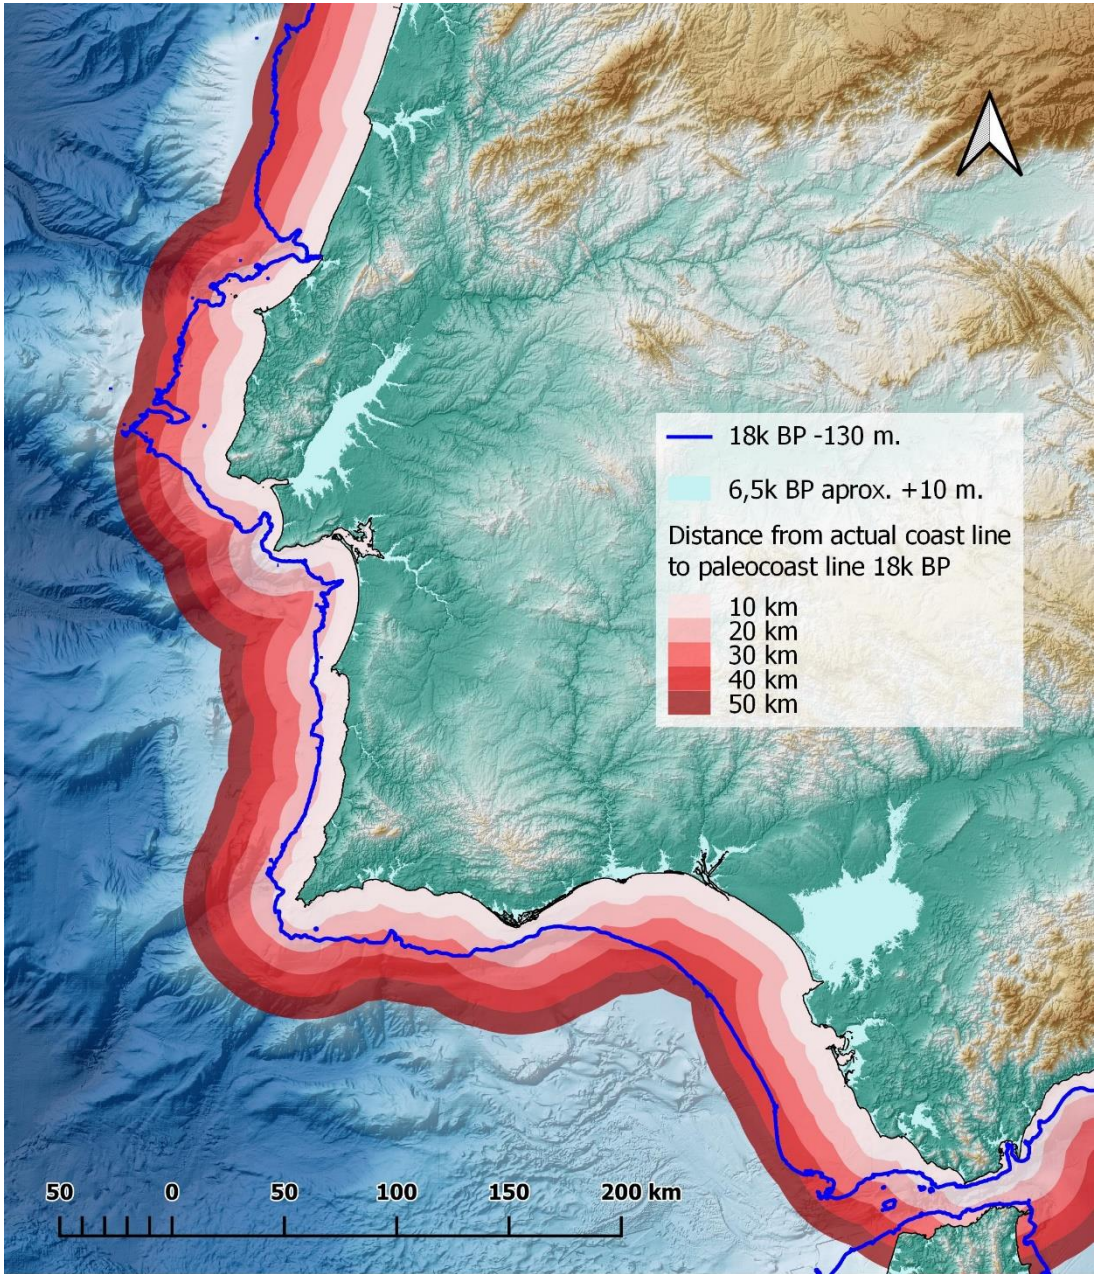 18k BP -130 m.
6,5k BP aprox. +10 m.
Distance from actual coast line
to paleocoast line 18k BP
10 km
20 km
30 km
40 km
50 km
50 0 50 100 150 200 km